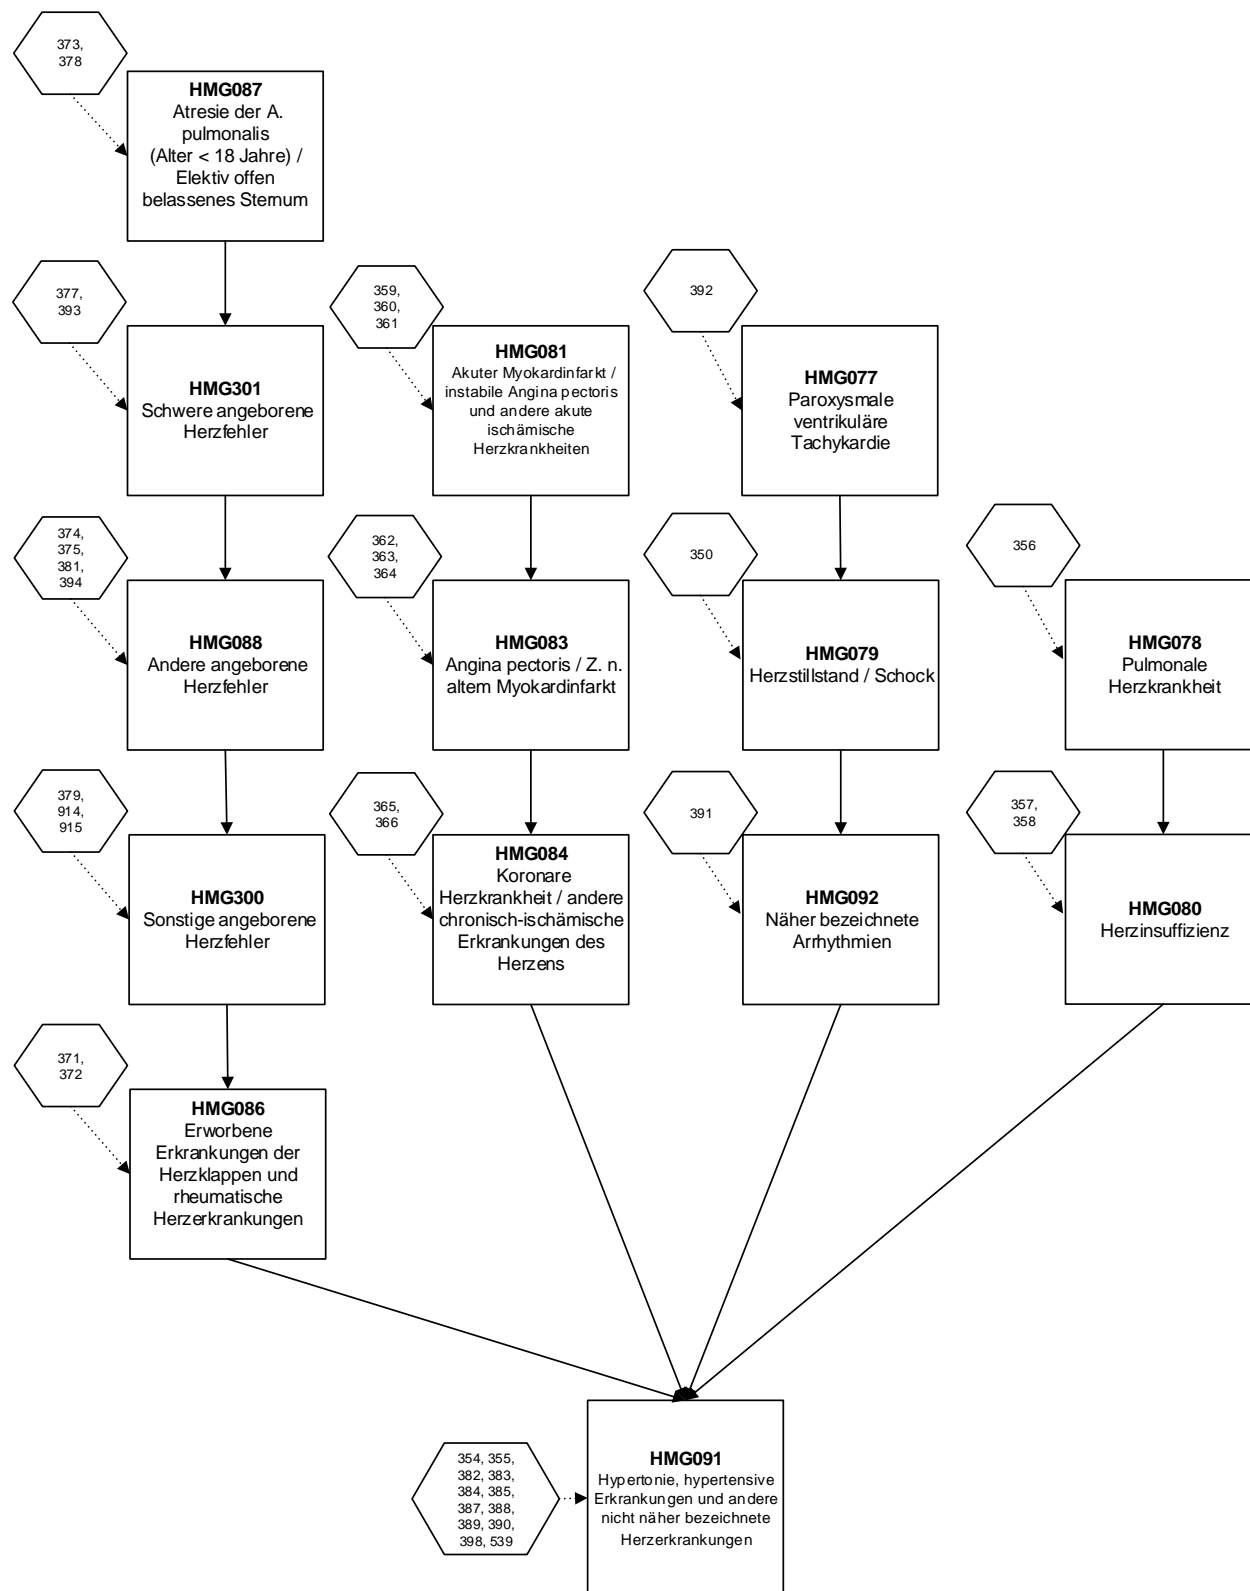 373,
378
HMG087
Atresie der A.
pulmonalis
(Alter < 18 Jahre) /
Elektiv offen
belassenes Sternum
377,
393
HMG301
Schwere angeborene
Herzfehler
359,
360,
361
HMG081
Akuter Myokardinfarkt /
instabile Angina pectoris
und andere akute
ischämische
Herzkrankheiten
392
HMG077
Paroxysmale
ventrikuläre
Tachykardie
374,
375,
381,
394
HMG088
Andere angeborene
Herzfehler
362,
363,
364
HMG083
Angina pectoris / Z. n.
altem Myokardinfarkt
350
HMG079
Herzstillstand / Schock
356
HMG078
Pulmonale
Herzkrankheit
379,
914,
915
HMG300
Sonstige angeborene
Herzfehler
365,
366
HMG084
Koronare
Herzkrankheit / andere
chronisch-ischämische
Erkrankungen des
Herzens
391
HMG092
Näher bezeichnete
Arrhythmien
357,
358
HMG080
Herzinsuffizienz
371,
372
HMG086
Erworbene
Erkrankungen der
Herzklappen und
rheumatische
Herzerkrankungen
354, 355,
382, 383,
384, 385,
387, 388,
389, 390,
398, 539
HMG091
Hypertonie, hypertensive
Erkrankungen und andere
nicht näher bezeichnete
Herzerkrankungen